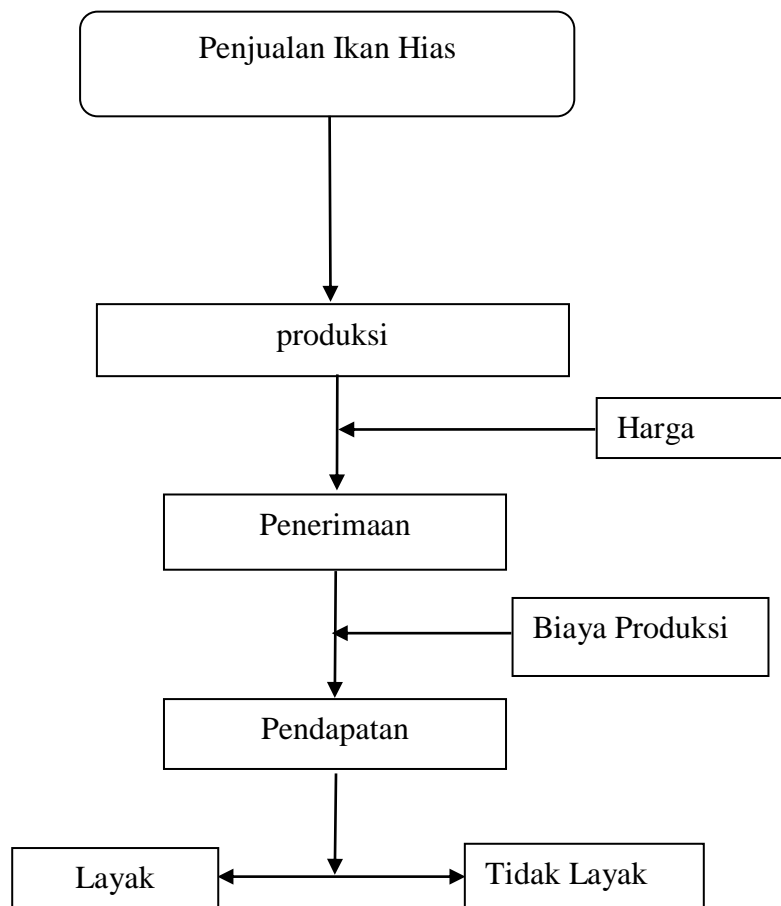 Penjualan Ikan Hias
produksi
Harga
Penerimaan
Biaya Produksi
Pendapatan
Layak
Tidak Layak